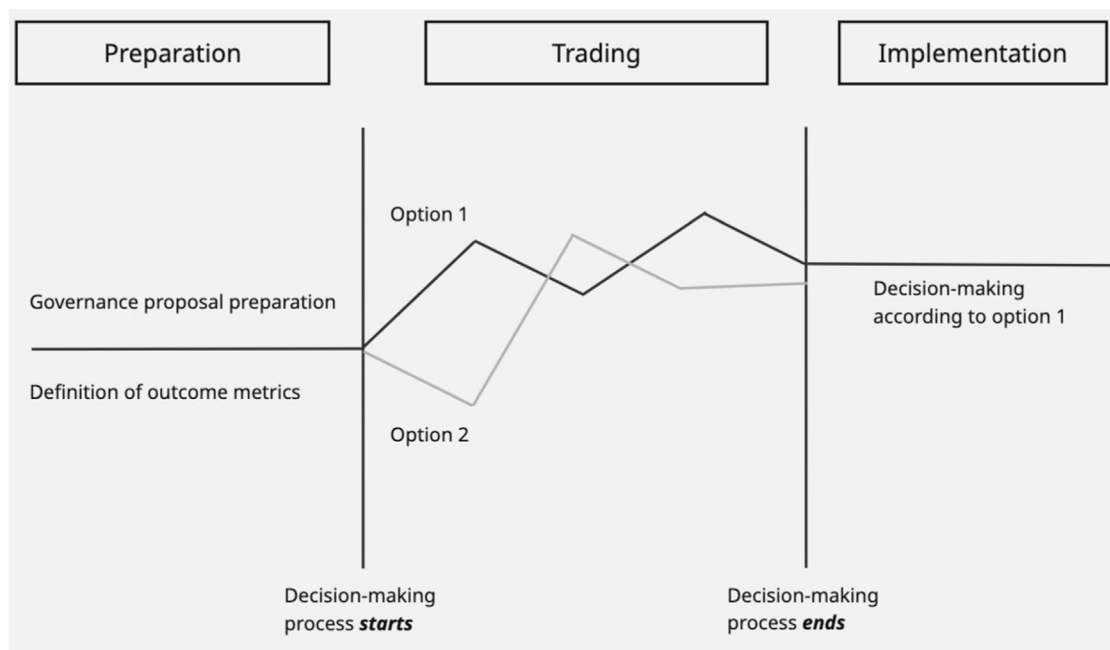 Preparation
Trading
Implementation
Option 1
Governance proposal preparation
Decision-making
according to option 1
Definition of outcome metrics
Option 2
Decision-making
process starts
Decision-making
process ends